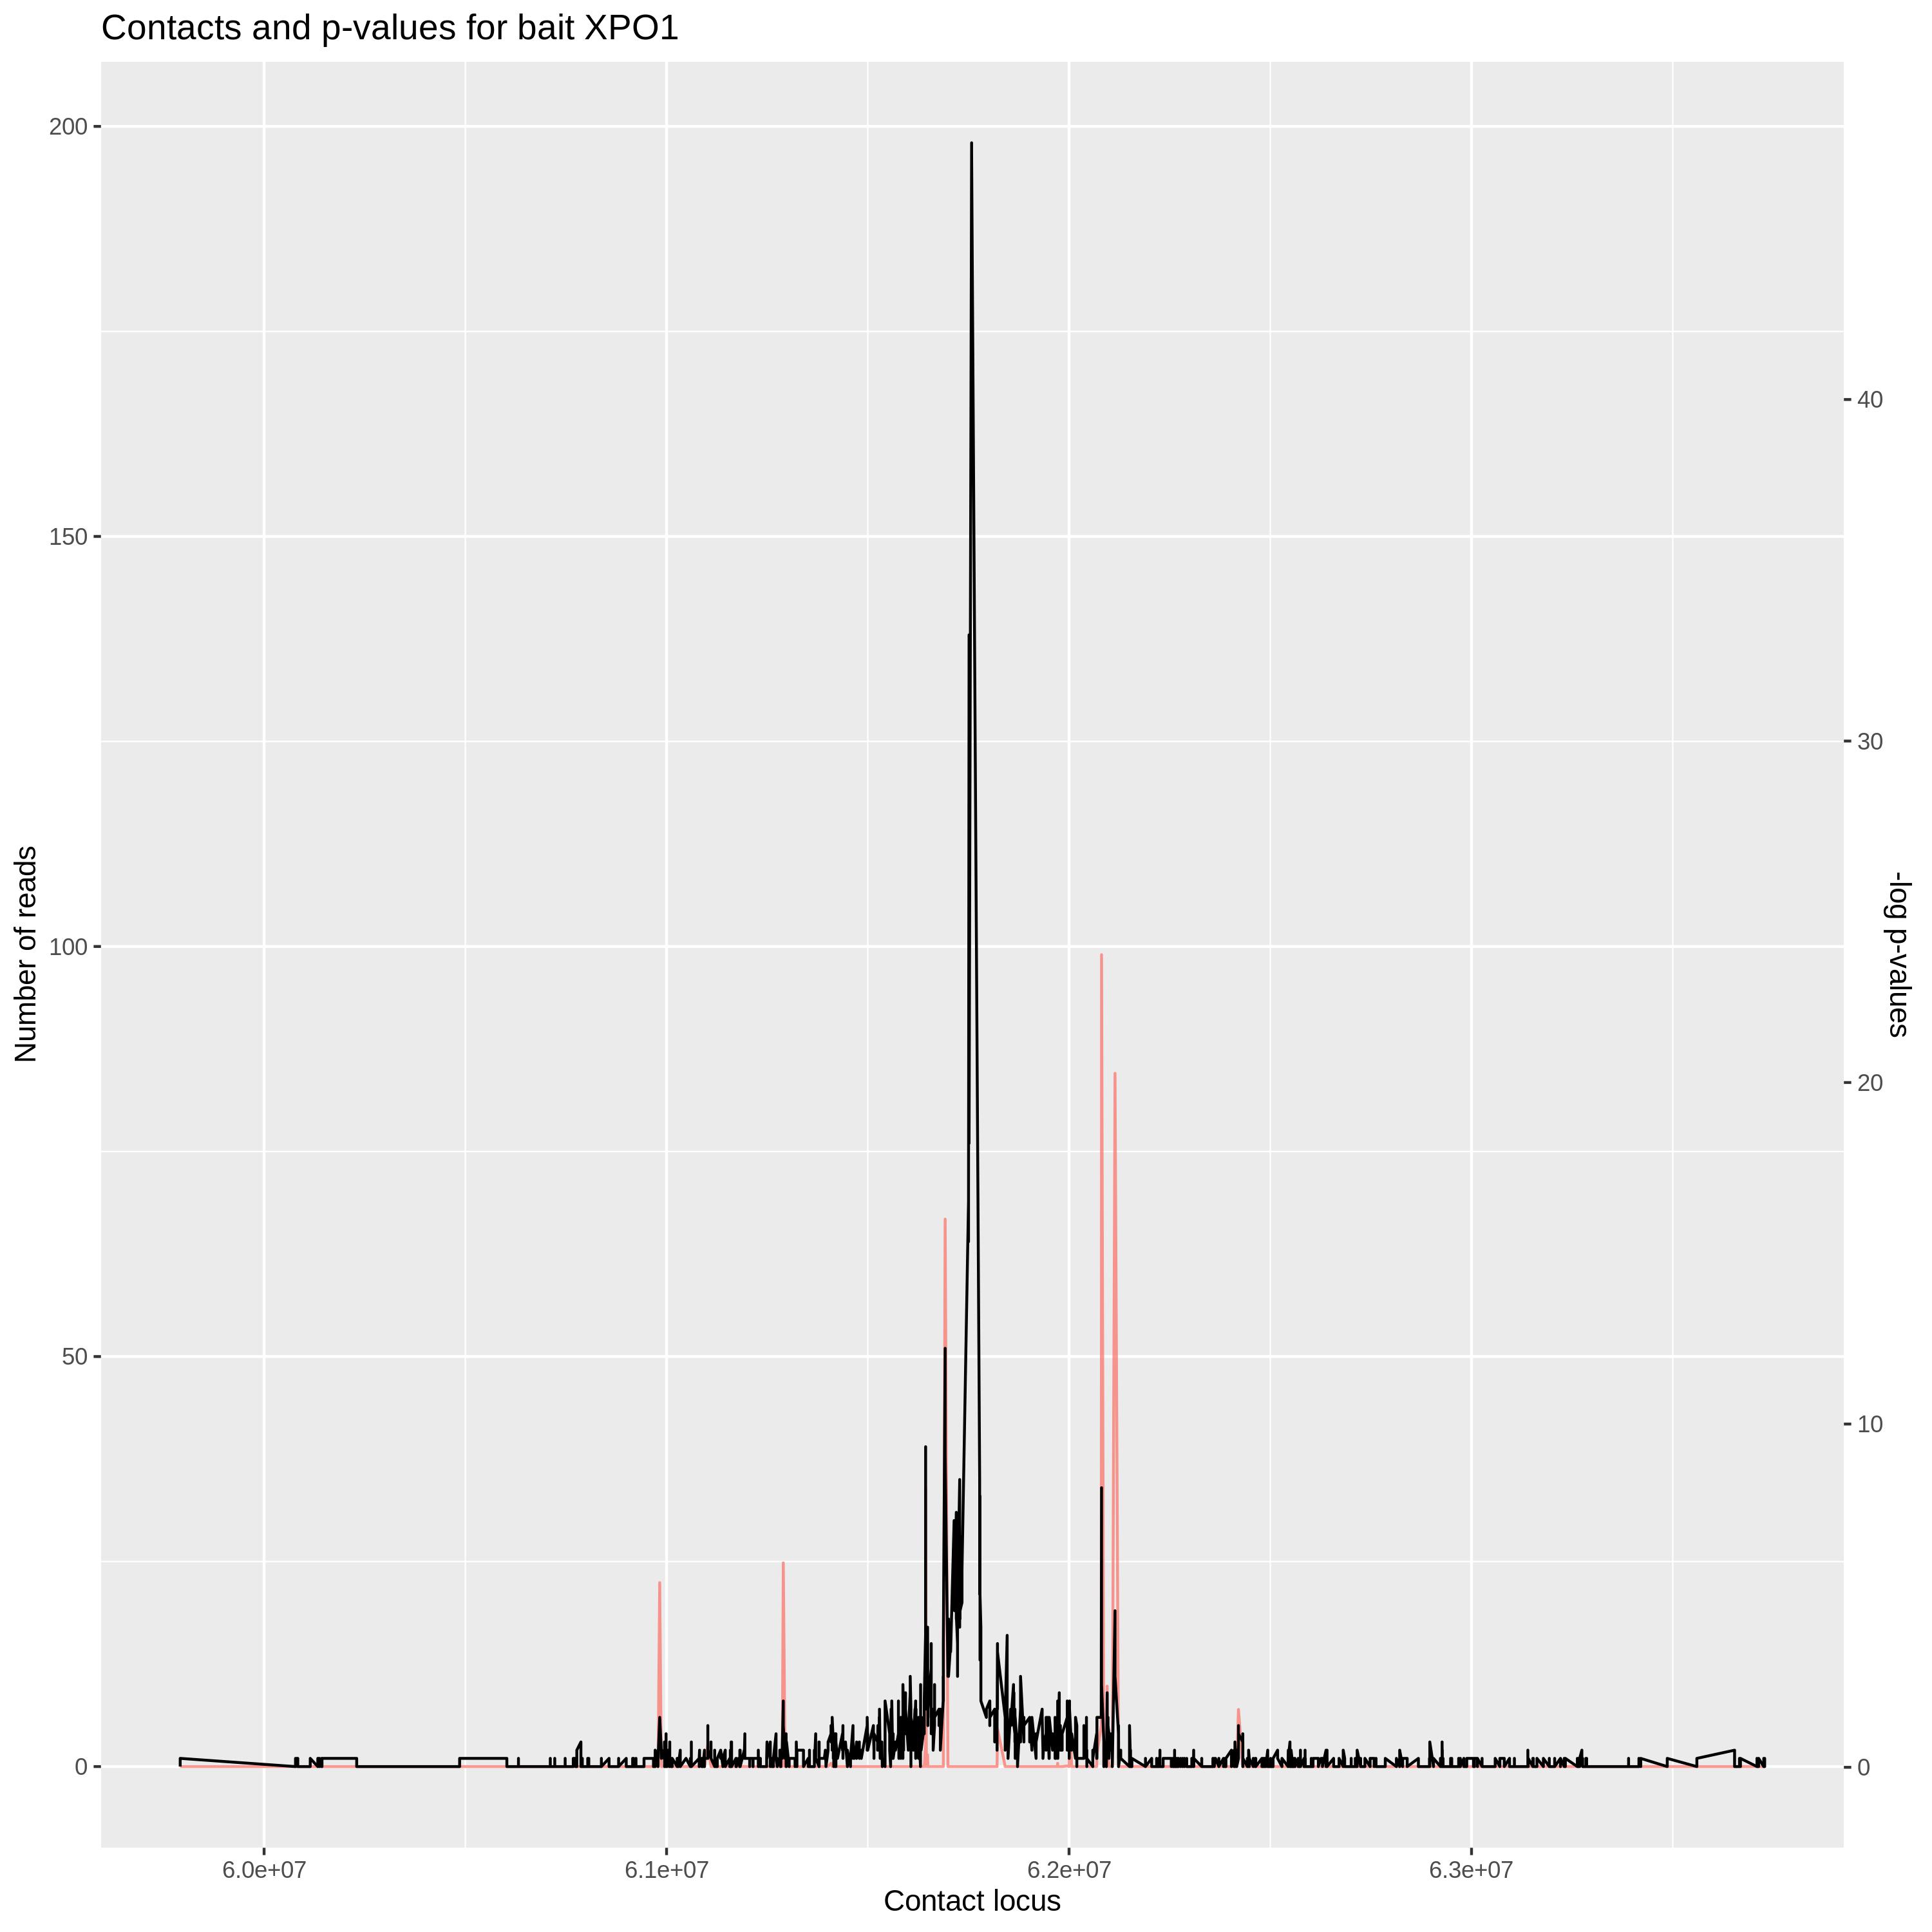 Contacts and p-values for bait XPO1
200
150
100
50
0
Number of reads
40
30
20
10
0
-log p-values
6.0e+07
6.1e+07
6.2e+07
6.3e+07
Contact locus